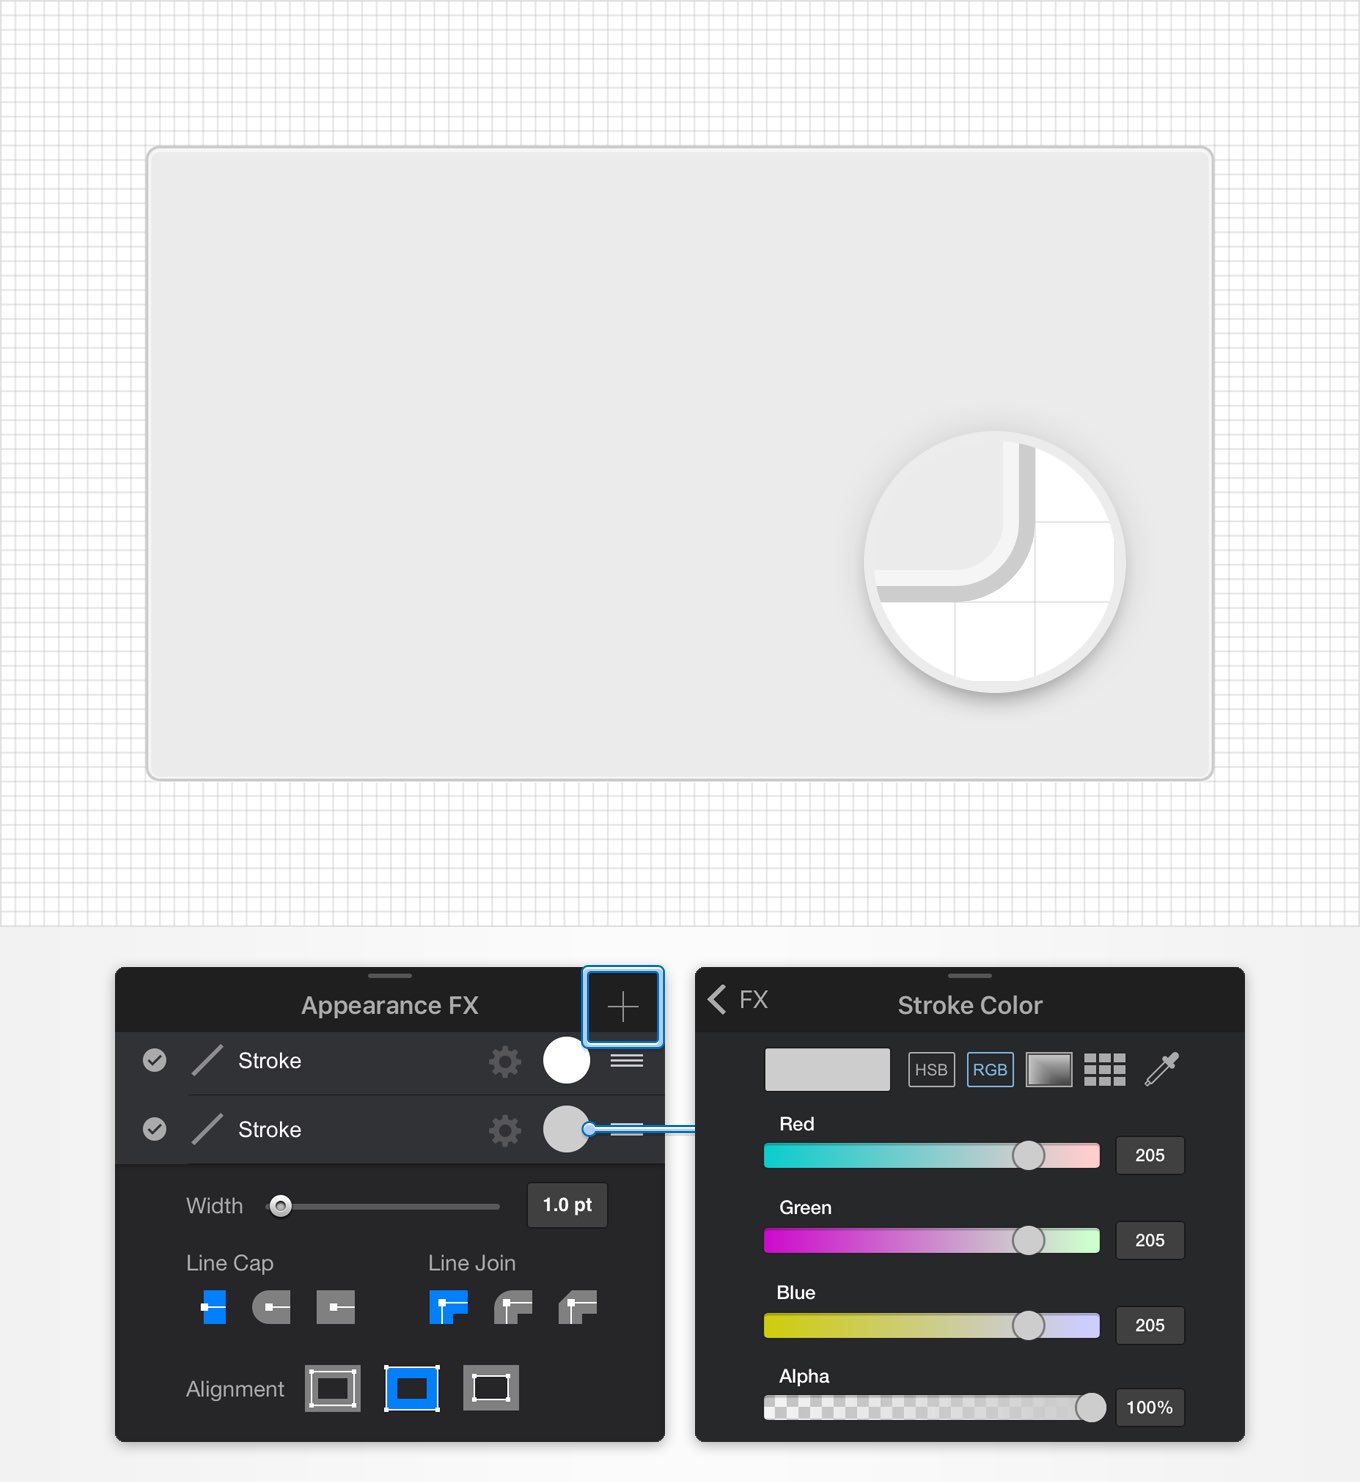 Appearance FX
Stroke
Stroke
Width
1.0 pt
Line Cap
Line Join
Alignment
FX
Stroke Color
HSB
RGB
Red
205
Green
205
Blue
205
Alpha
100%